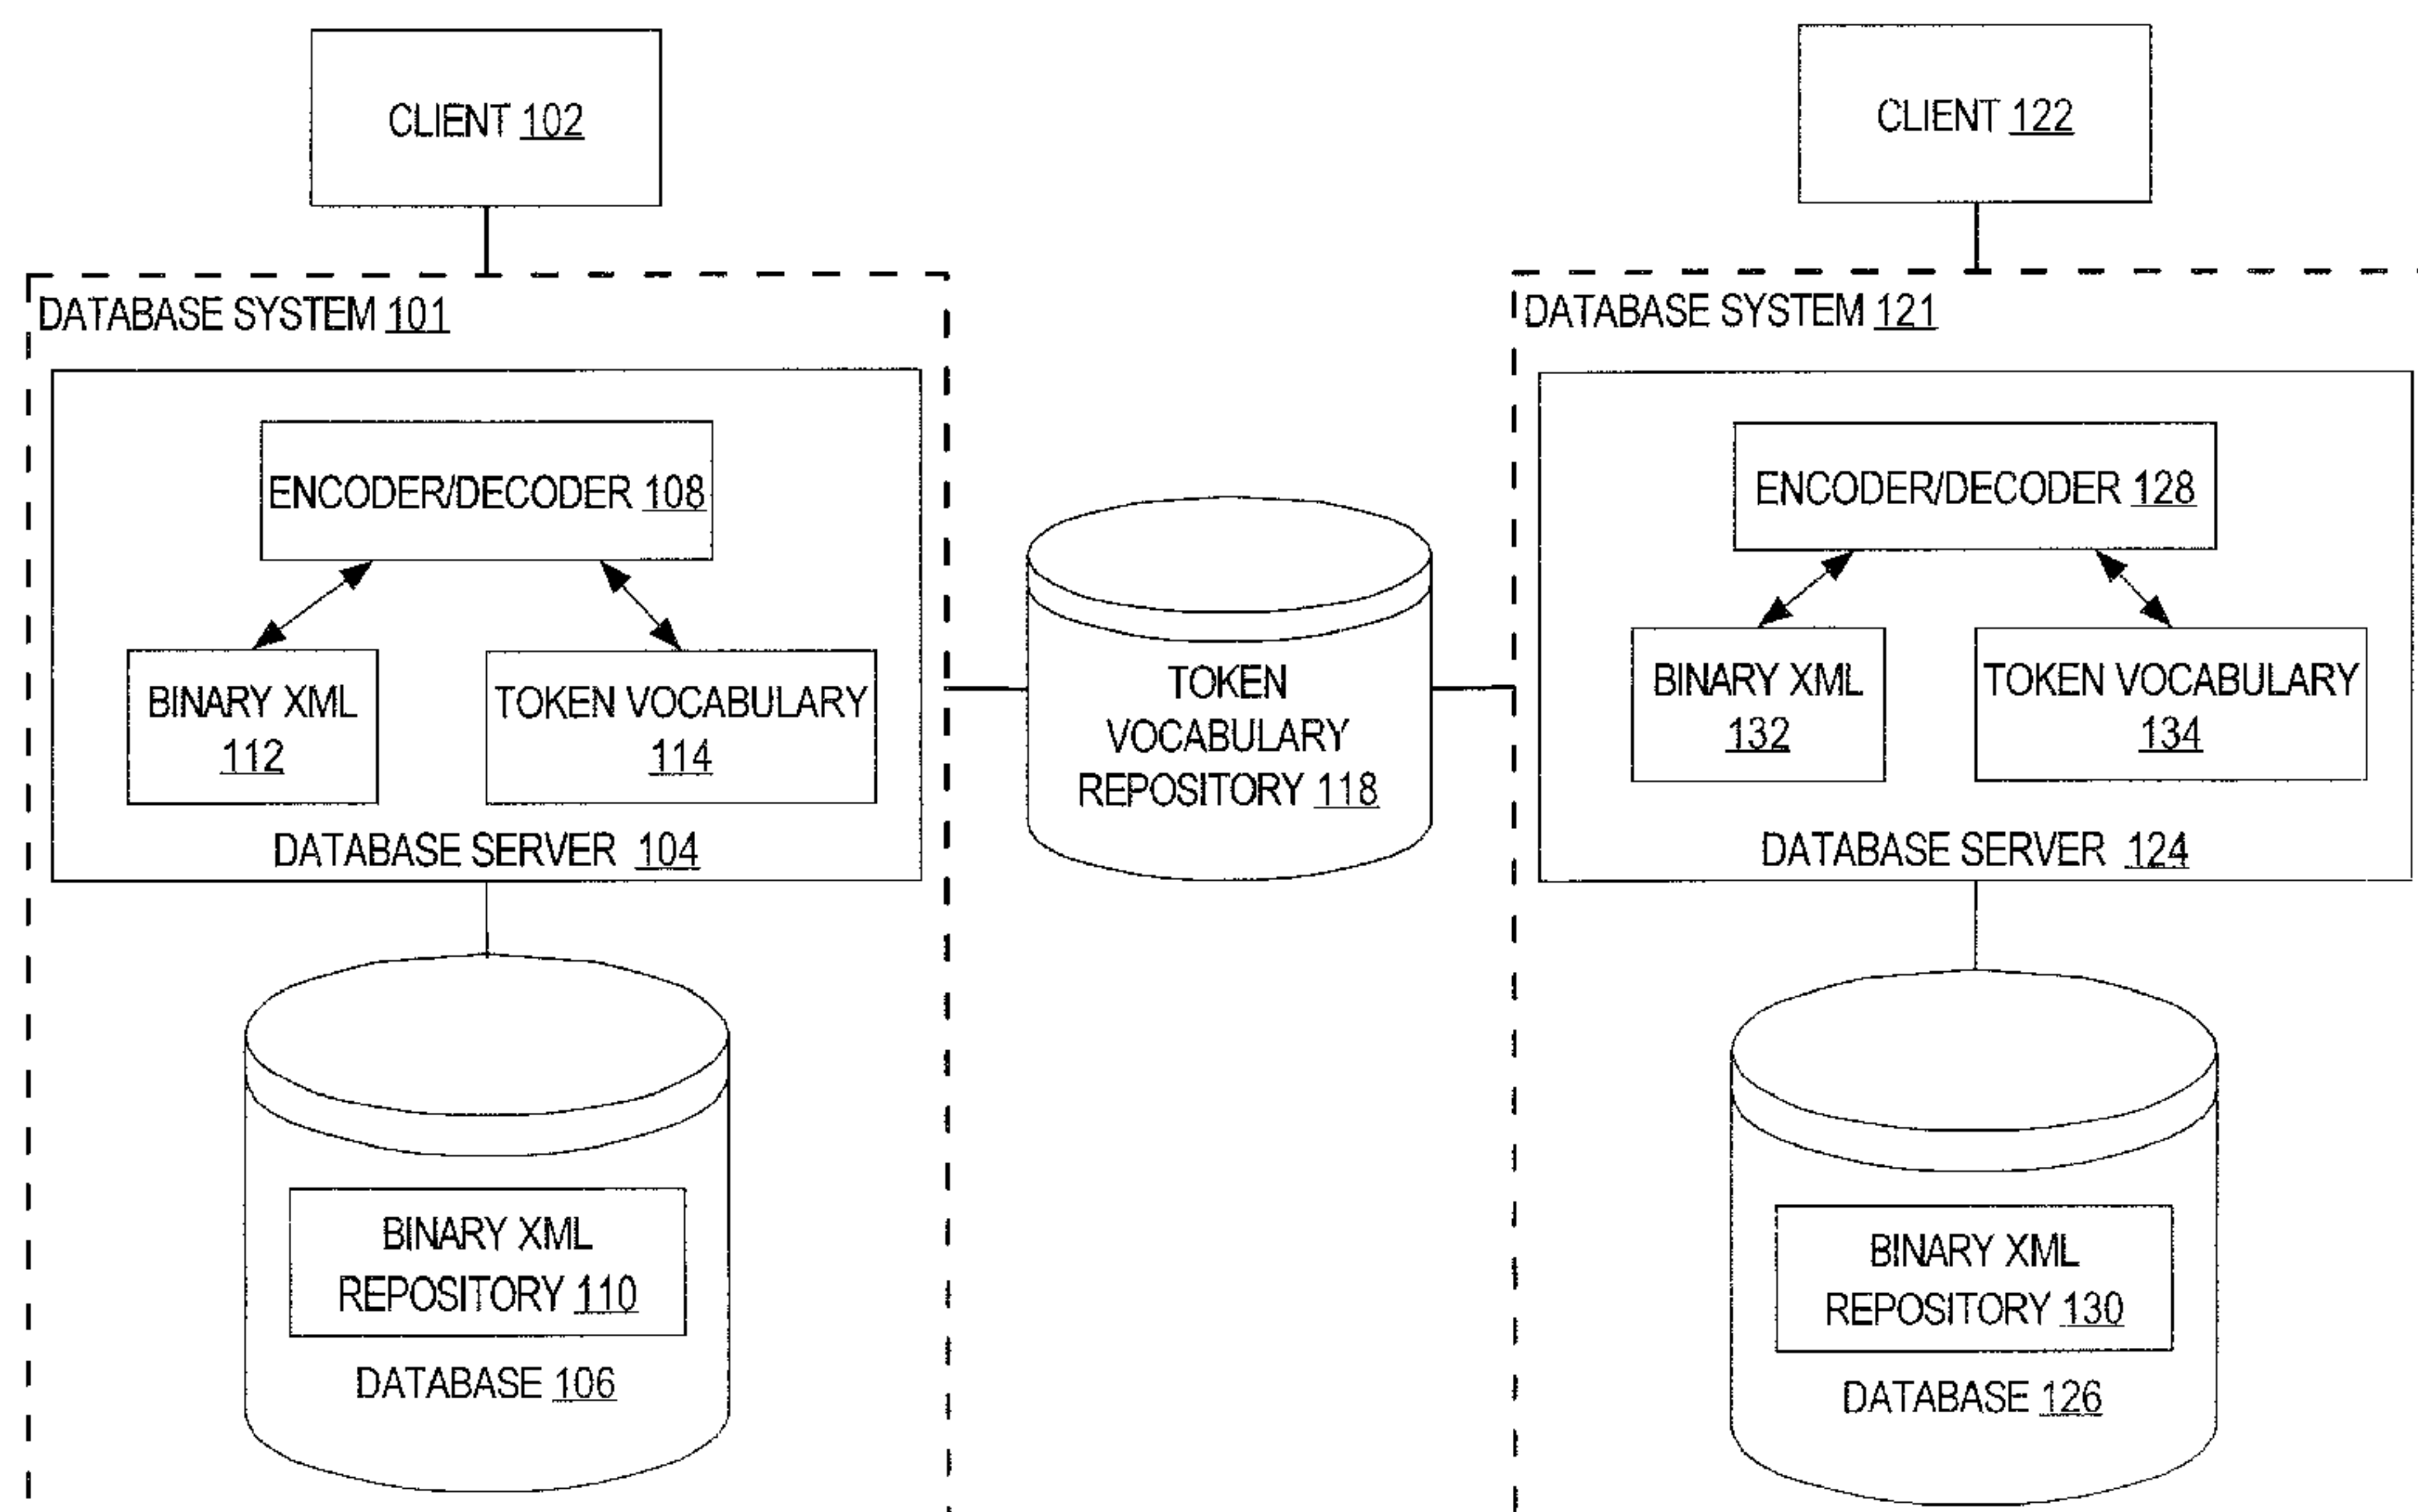 CLIENT 102
DATABASE SYSTEM 101
ENCODER/DECODER 108
BINARY XML
112
TOKEN VOCABULARY
114
DATABASE SERVER 104
BINARY XML
REPOSITORY 110
DATABASE 106
TOKEN
VOCABULARY
REPOSITORY 118
CLIENT 122
DATABASE SYSTEM 121
ENCODER/DECODER 128
BINARY XML
132
TOKEN VOCABULARY
134
DATABASE SERVER 124
BINARY XML
REPOSITORY 130
DATABASE 126